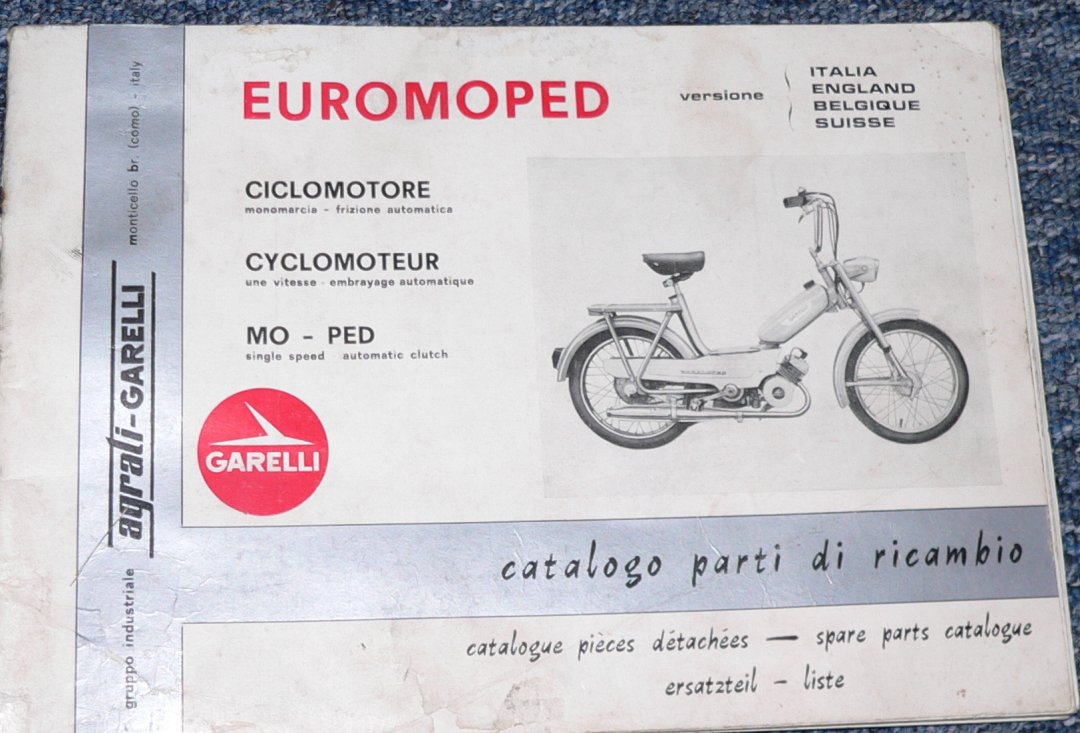 EUROMOPED
versione
ITALIA
ENGLAND
BELGIQUE
SUISSE
CICLOMOTORE
monomarcia - frizione automatica
CYCLOMOTEUR
une vitesse - embrayage automatique
MO - PED
single speed automatic clutch
GARELLI
gruppo industriale agrati-GARELLI monticello br. (como) - italy
catalogo parti di ricambio
catalogue pièces détachées — spare parts catalogue
ersatzteil - liste